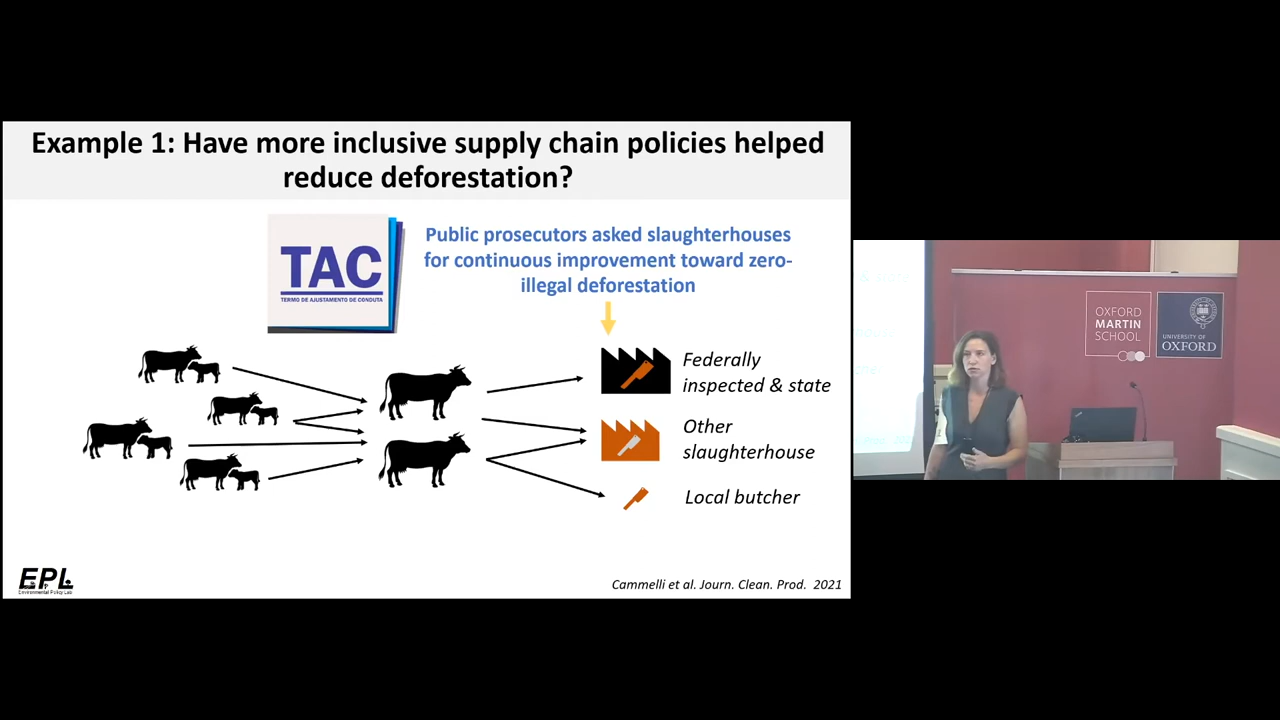 Example 1: Have more inclusive supply chain policies helped
reduce deforestation?
TAC
TERMO DE AJUSTAMENTO DE CONDUTA
Public prosecutors asked slaughterhouses
for continuous improvement toward zero-
illegal deforestation
Federally
inspected & state
Other
slaughterhouse
Local butcher
EPL
Environmental Policy Lab
Cammelli et al. Journ. Clean. Prod. 2021
OXFORD
MARTIN
SCHOOL
UNIVERSITY OF
OXFORD